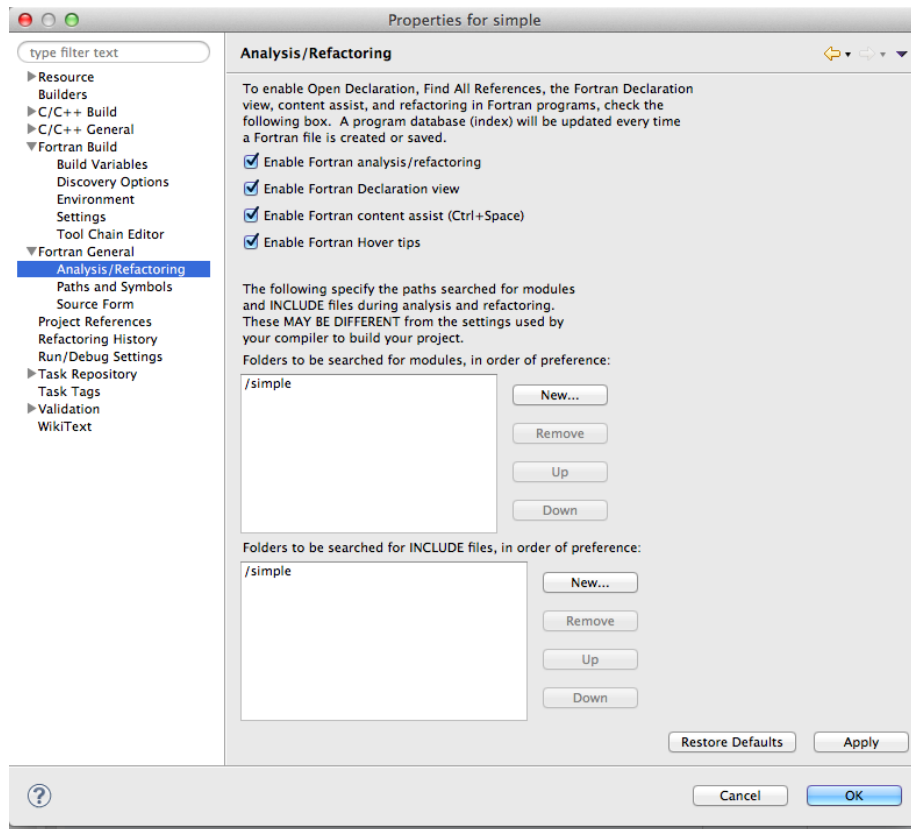 Properties for simple
type filter text
Resource
Builders
C/C++ Build
C/C++ General
Fortran Build
Build Variables
Discovery Options
Environment
Settings
Tool Chain Editor
Fortran General
Analysis/Refactoring
Paths and Symbols
Source Form
Project References
Refactoring History
Run/Debug Settings
Task Repository
Task Tags
Validation
WikiText
Analysis/Refactoring
To enable Open Declaration, Find All References, the Fortran Declaration
view, content assist, and refactoring in Fortran programs, check the
following box.  A program database (index) will be updated every time
a Fortran file is created or saved.
Enable Fortran analysis/refactoring
Enable Fortran Declaration view
Enable Fortran content assist (Ctrl+Space)
Enable Fortran Hover tips
The following specify the paths searched for modules
and INCLUDE files during analysis and refactoring.
These MAY BE DIFFERENT from the settings used by
your compiler to build your project.
Folders to be searched for modules, in order of preference:
/simple
New...
Remove
Up
Down
Folders to be searched for INCLUDE files, in order of preference:
/simple
New...
Remove
Up
Down
Restore Defaults
Apply
?
Cancel
OK